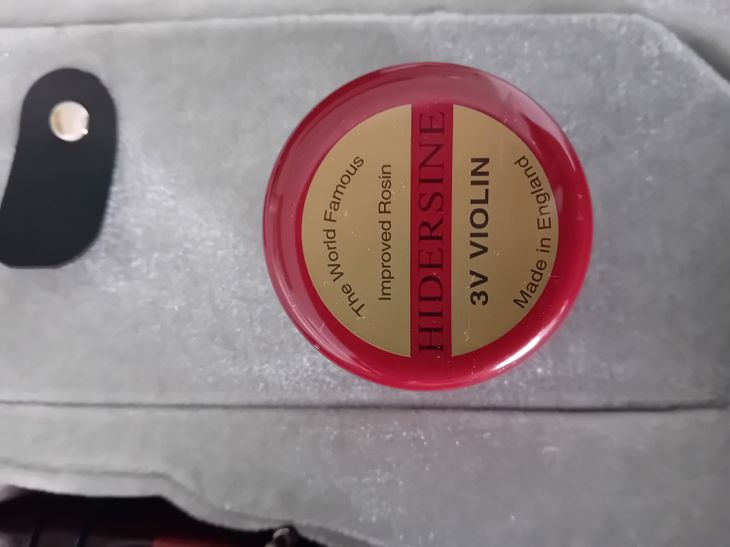 The World Famous
Improved Rosin
HIDERSINE
3V VIOLIN
Made in England